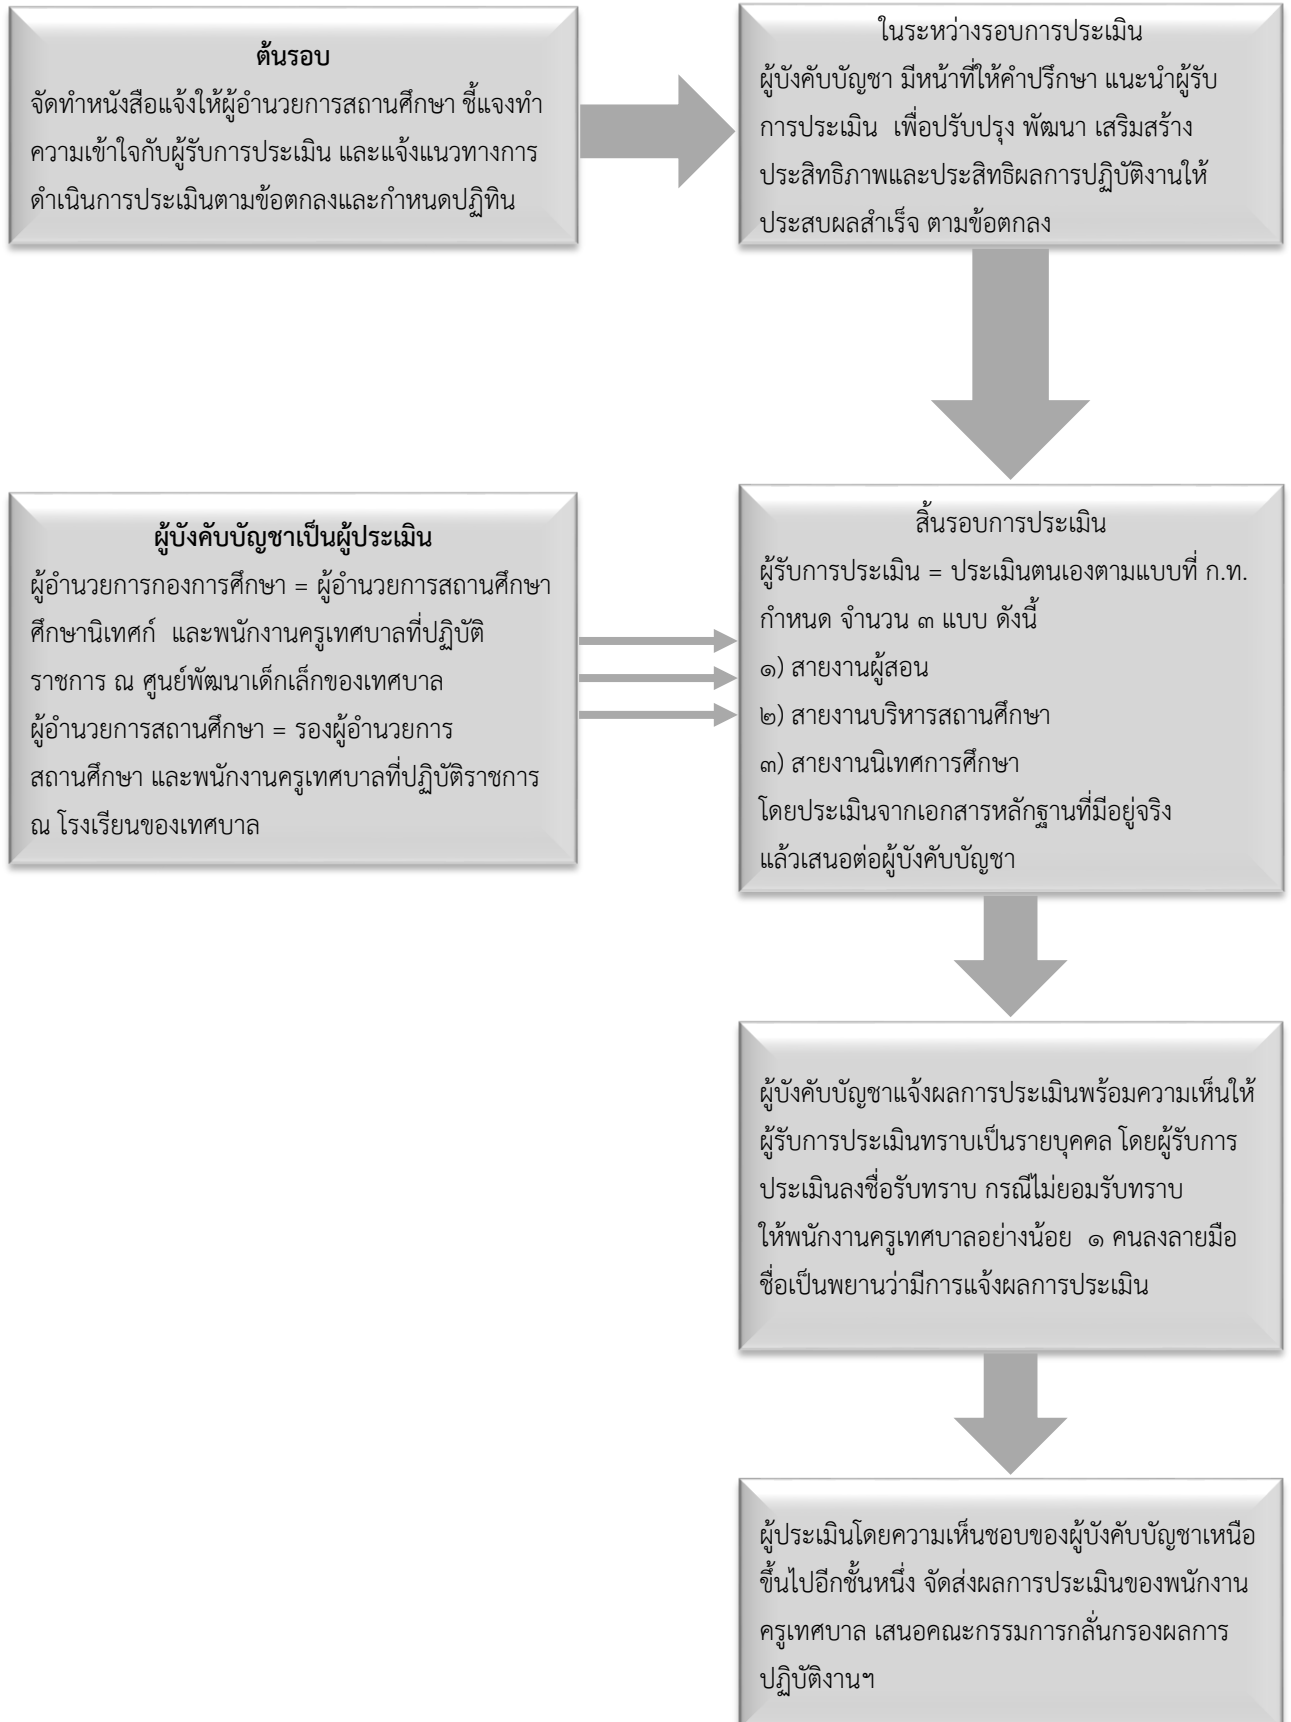 ต้นรอบ
จัดทำหนังสือแจ้งให้ผู้อำนวยการสถานศึกษา ชี้แจงทำ
ความเข้าใจกับผู้รับการประเมิน และแจ้งแนวทางการ
ดำเนินการประเมินตามข้อตกลงและกำหนดปฏิทิน
ในระหว่างรอบการประเมิน
ผู้บังคับบัญชา มีหน้าที่ให้คำปรึกษา แนะนำผู้รับ
การประเมิน เพื่อปรับปรุง พัฒนา เสริมสร้าง
ประสิทธิภาพและประสิทธิผลการปฏิบัติงานให้
ประสบผลสำเร็จ ตามข้อตกลง
ผู้บังคับบัญชาเป็นผู้ประเมิน
ผู้อำนวยการกองการศึกษา = ผู้อำนวยการสถานศึกษา
ศึกษานิเทศก์ และพนักงานครูเทศบาลที่ปฏิบัติ
ราชการ ณ ศูนย์พัฒนาเด็กเล็กของเทศบาล
ผู้อำนวยการสถานศึกษา = รองผู้อำนวยการ
สถานศึกษา และพนักงานครูเทศบาลที่ปฏิบัติราชการ
ณ โรงเรียนของเทศบาล
สิ้นรอบการประเมิน
ผู้รับการประเมิน = ประเมินตนเองตามแบบที่ ก.ท.
กำหนด จำนวน ๓ แบบ ดังนี้
๑) สายงานผู้สอน
๒) สายงานบริหารสถานศึกษา
๓) สายงานนิเทศการศึกษา
โดยประเมินจากเอกสารหลักฐานที่มีอยู่จริง
แล้วเสนอต่อผู้บังคับบัญชา
ผู้บังคับบัญชาแจ้งผลการประเมินพร้อมความเห็นให้
ผู้รับการประเมินทราบเป็นรายบุคคล โดยผู้รับการ
ประเมินลงชื่อรับทราบ กรณีไม่ยอมรับทราบ
ให้พนักงานครูเทศบาลอย่างน้อย ๑ คนลงลายมือ
ชื่อเป็นพยานว่ามีการแจ้งผลการประเมิน
ผู้ประเมินโดยความเห็นชอบของผู้บังคับบัญชาเหนือ
ขึ้นไปอีกชั้นหนึ่ง จัดส่งผลการประเมินของพนักงาน
ครูเทศบาล เสนอคณะกรรมการกลั่นกรองผลการ
ปฏิบัติงานฯ